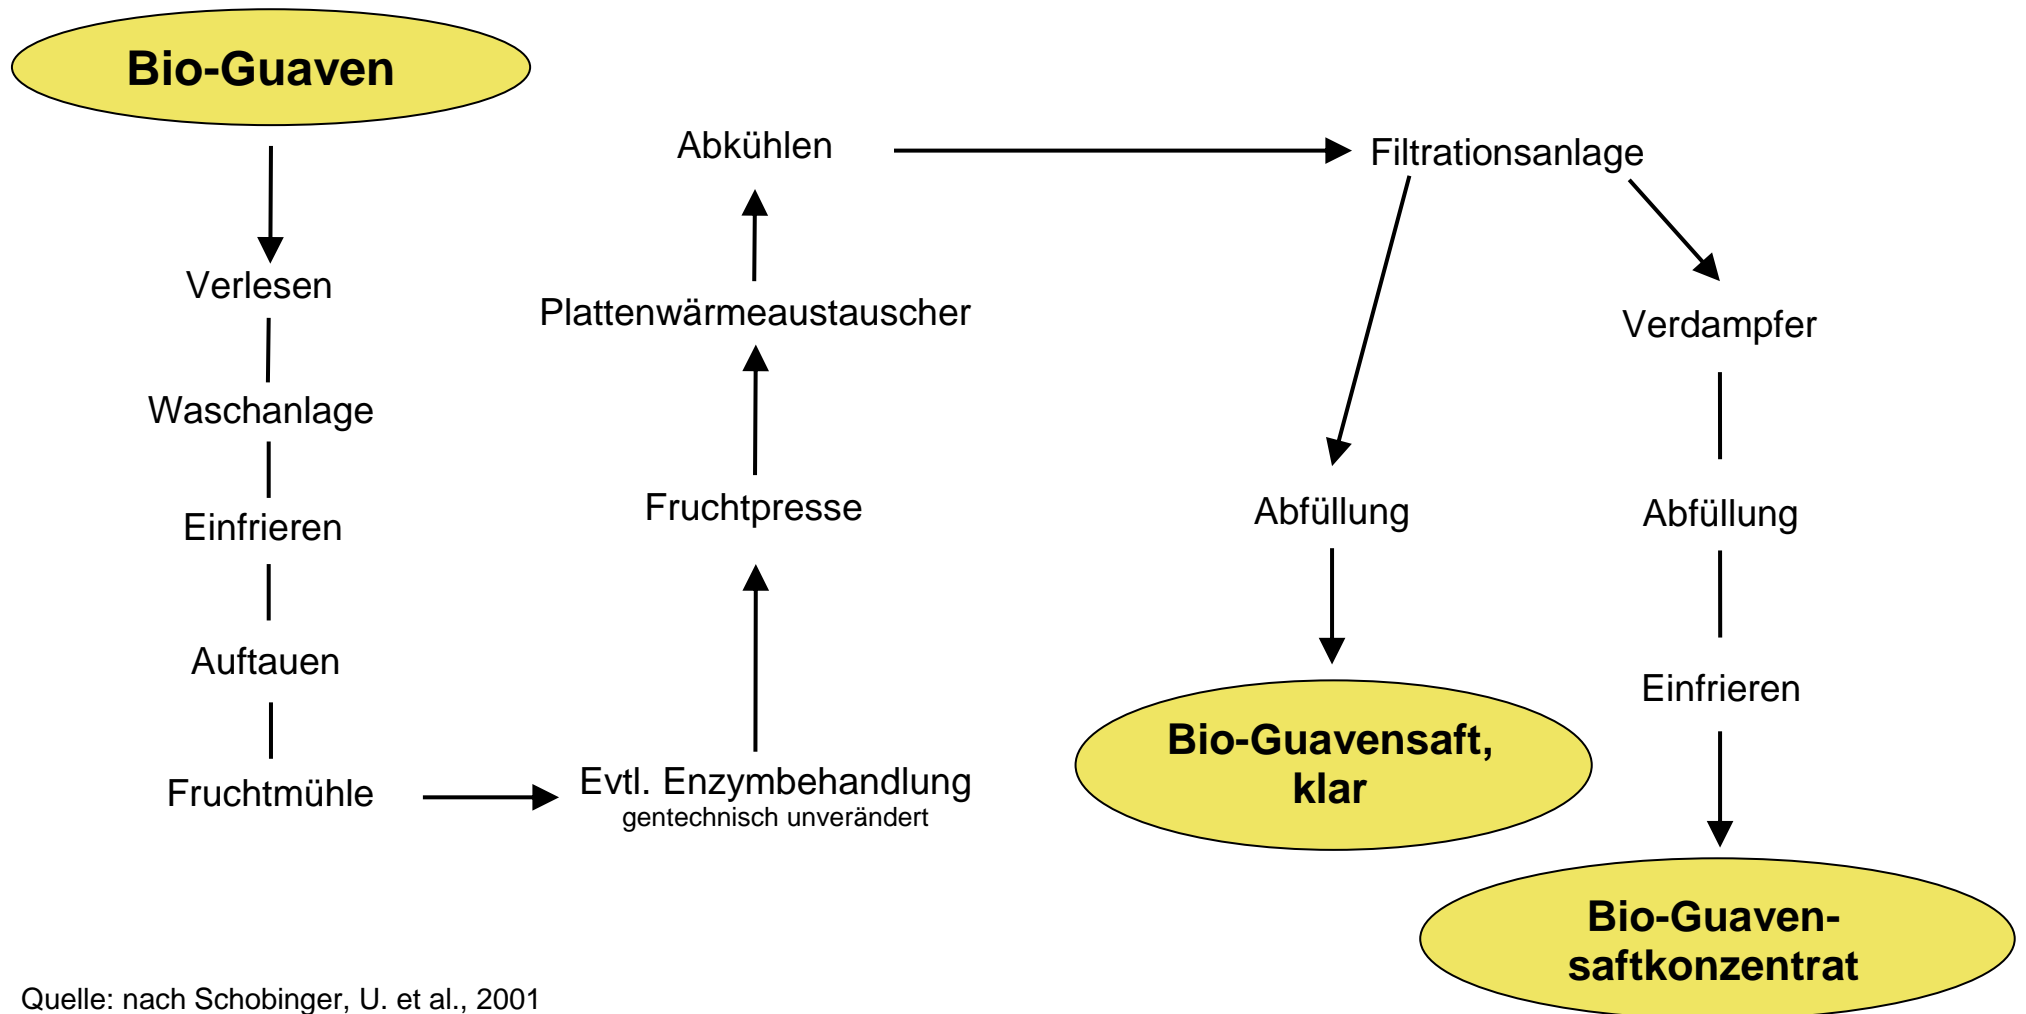 Bio-Guaven
Verlesen
Waschanlage
Einfrieren
Auftauen
Fruchtmühle
Evtl. Enzymbehandlung
gentechnisch unverändert
Fruchtpresse
Plattenwärmeaustauscher
Abkühlen
Filtrationsanlage
Abfüllung
Bio-Guavensaft,
klar
Verdampfer
Abfüllung
Einfrieren
Bio-Guaven-
saftkonzentrat
Quelle: nach Schobinger, U. et al., 2001